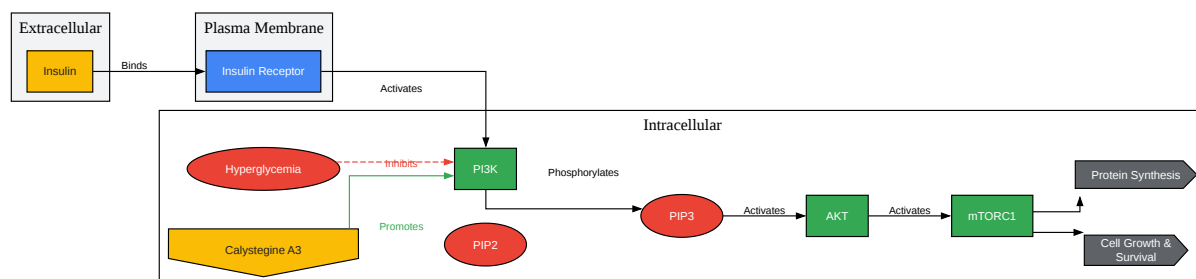 Extracellular
Plasma Membrane
Insulin
Binds
Insulin Receptor
Activates
Intracellular
Hyperglycemia
Inhibits
PI3K
Phosphorylates
Protein Synthesis
PIP3
Activates
AKT
Activates
mTORC1
Promotes
Calystegine A3
PIP2
Cell Growth &
Survival